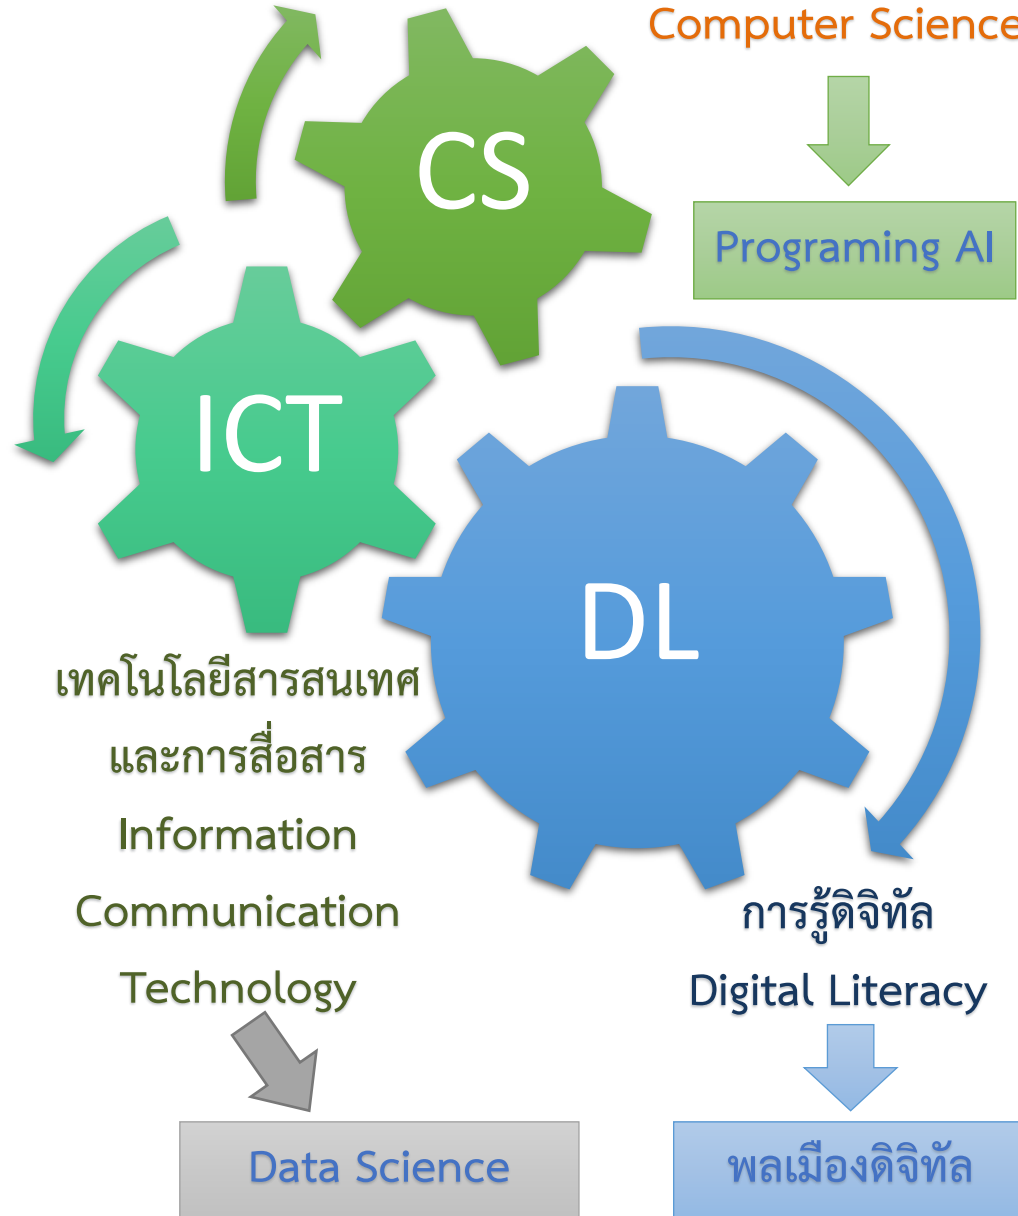 Computer Science
CS
Programing AI
ICT
DL
เทคโนโลยีสารสนเทศ
และการสื่อสาร
Information
Communication
Technology
การรู้ดิจิทัล
Digital Literacy
Data Science
พลเมืองดิจิทัล